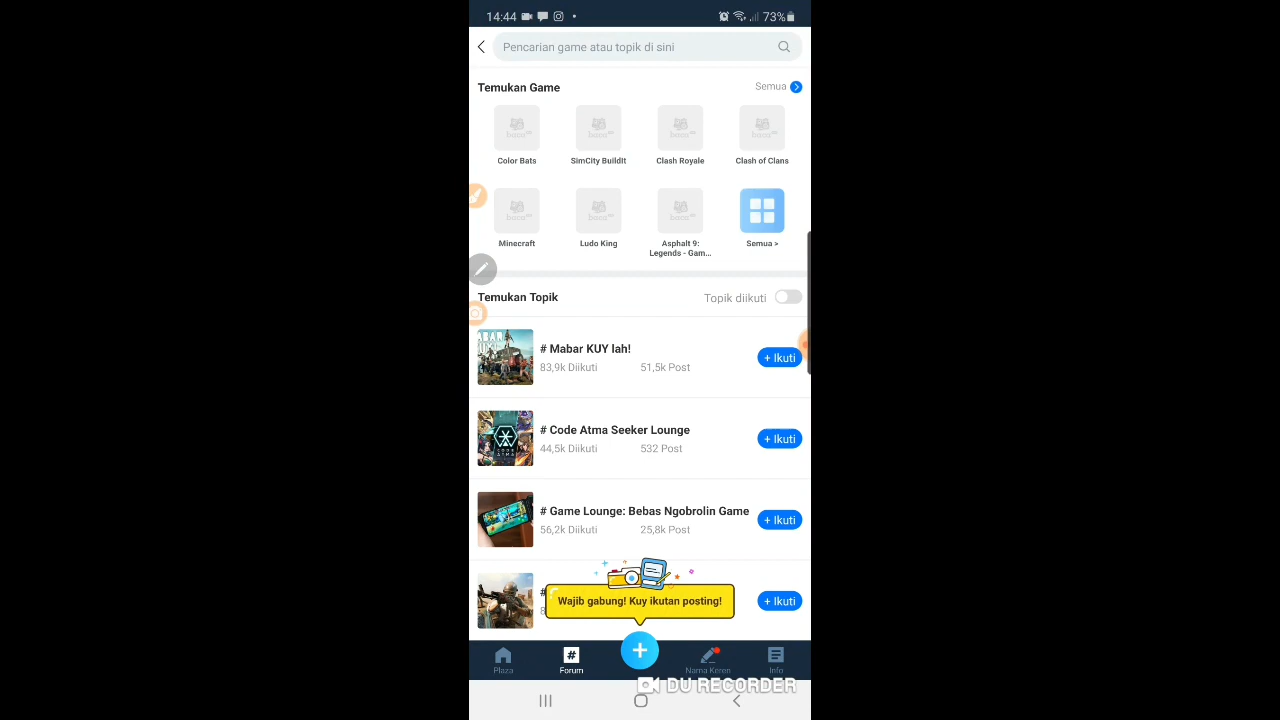 14:44
73%
Pencarian game atau topik di sini
Temukan Game
Semua
Color Bats
SimCity BuildIt
Clash Royale
Clash of Clans
Minecraft
Ludo King
Asphalt 9:
Legends - Gam...
Semua >
Temukan Topik
Topik diikuti
# Mabar KUY lah!
83,9k Diikuti
51,5k Post
+ Ikuti
# Code Atma Seeker Lounge
44,5k Diikuti
532 Post
+ Ikuti
CODE
ATMA
# Game Lounge: Bebas Ngobrolin Game
56,2k Diikuti
25,8k Post
+ Ikuti
#
8
+ Ikuti
Wajib gabung! Kuy ikutan posting!
Plaza
Forum
Nama Keren
Info
DU RECORDER